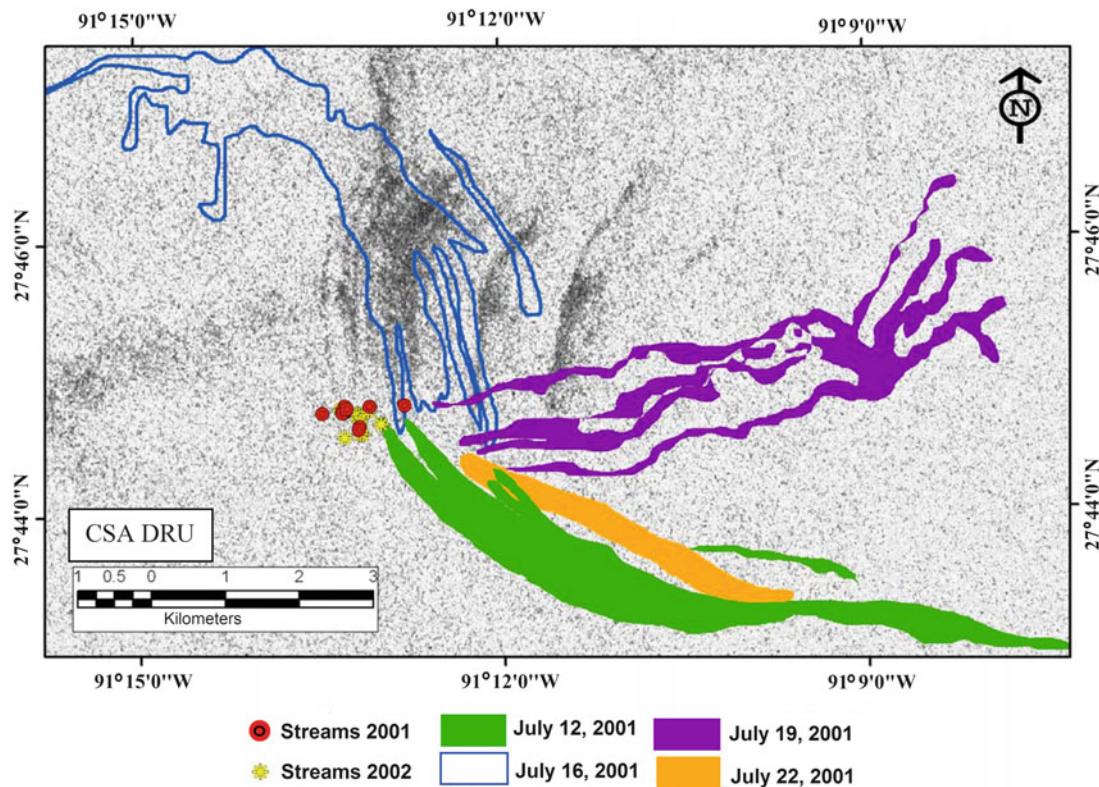 91°15'0"W 91°12'0"W 91°9'0"W
N
27°46'0"N 27°46'0"N
27°44'0"N 27°44'0"N
CSA DRU
1 0.5 0 1 2 3
Kilometers
91°15'0"W 91°12'0"W 91°9'0"W
Streams 2001 July 12, 2001 July 19, 2001
Streams 2002 July 16, 2001 July 22, 2001